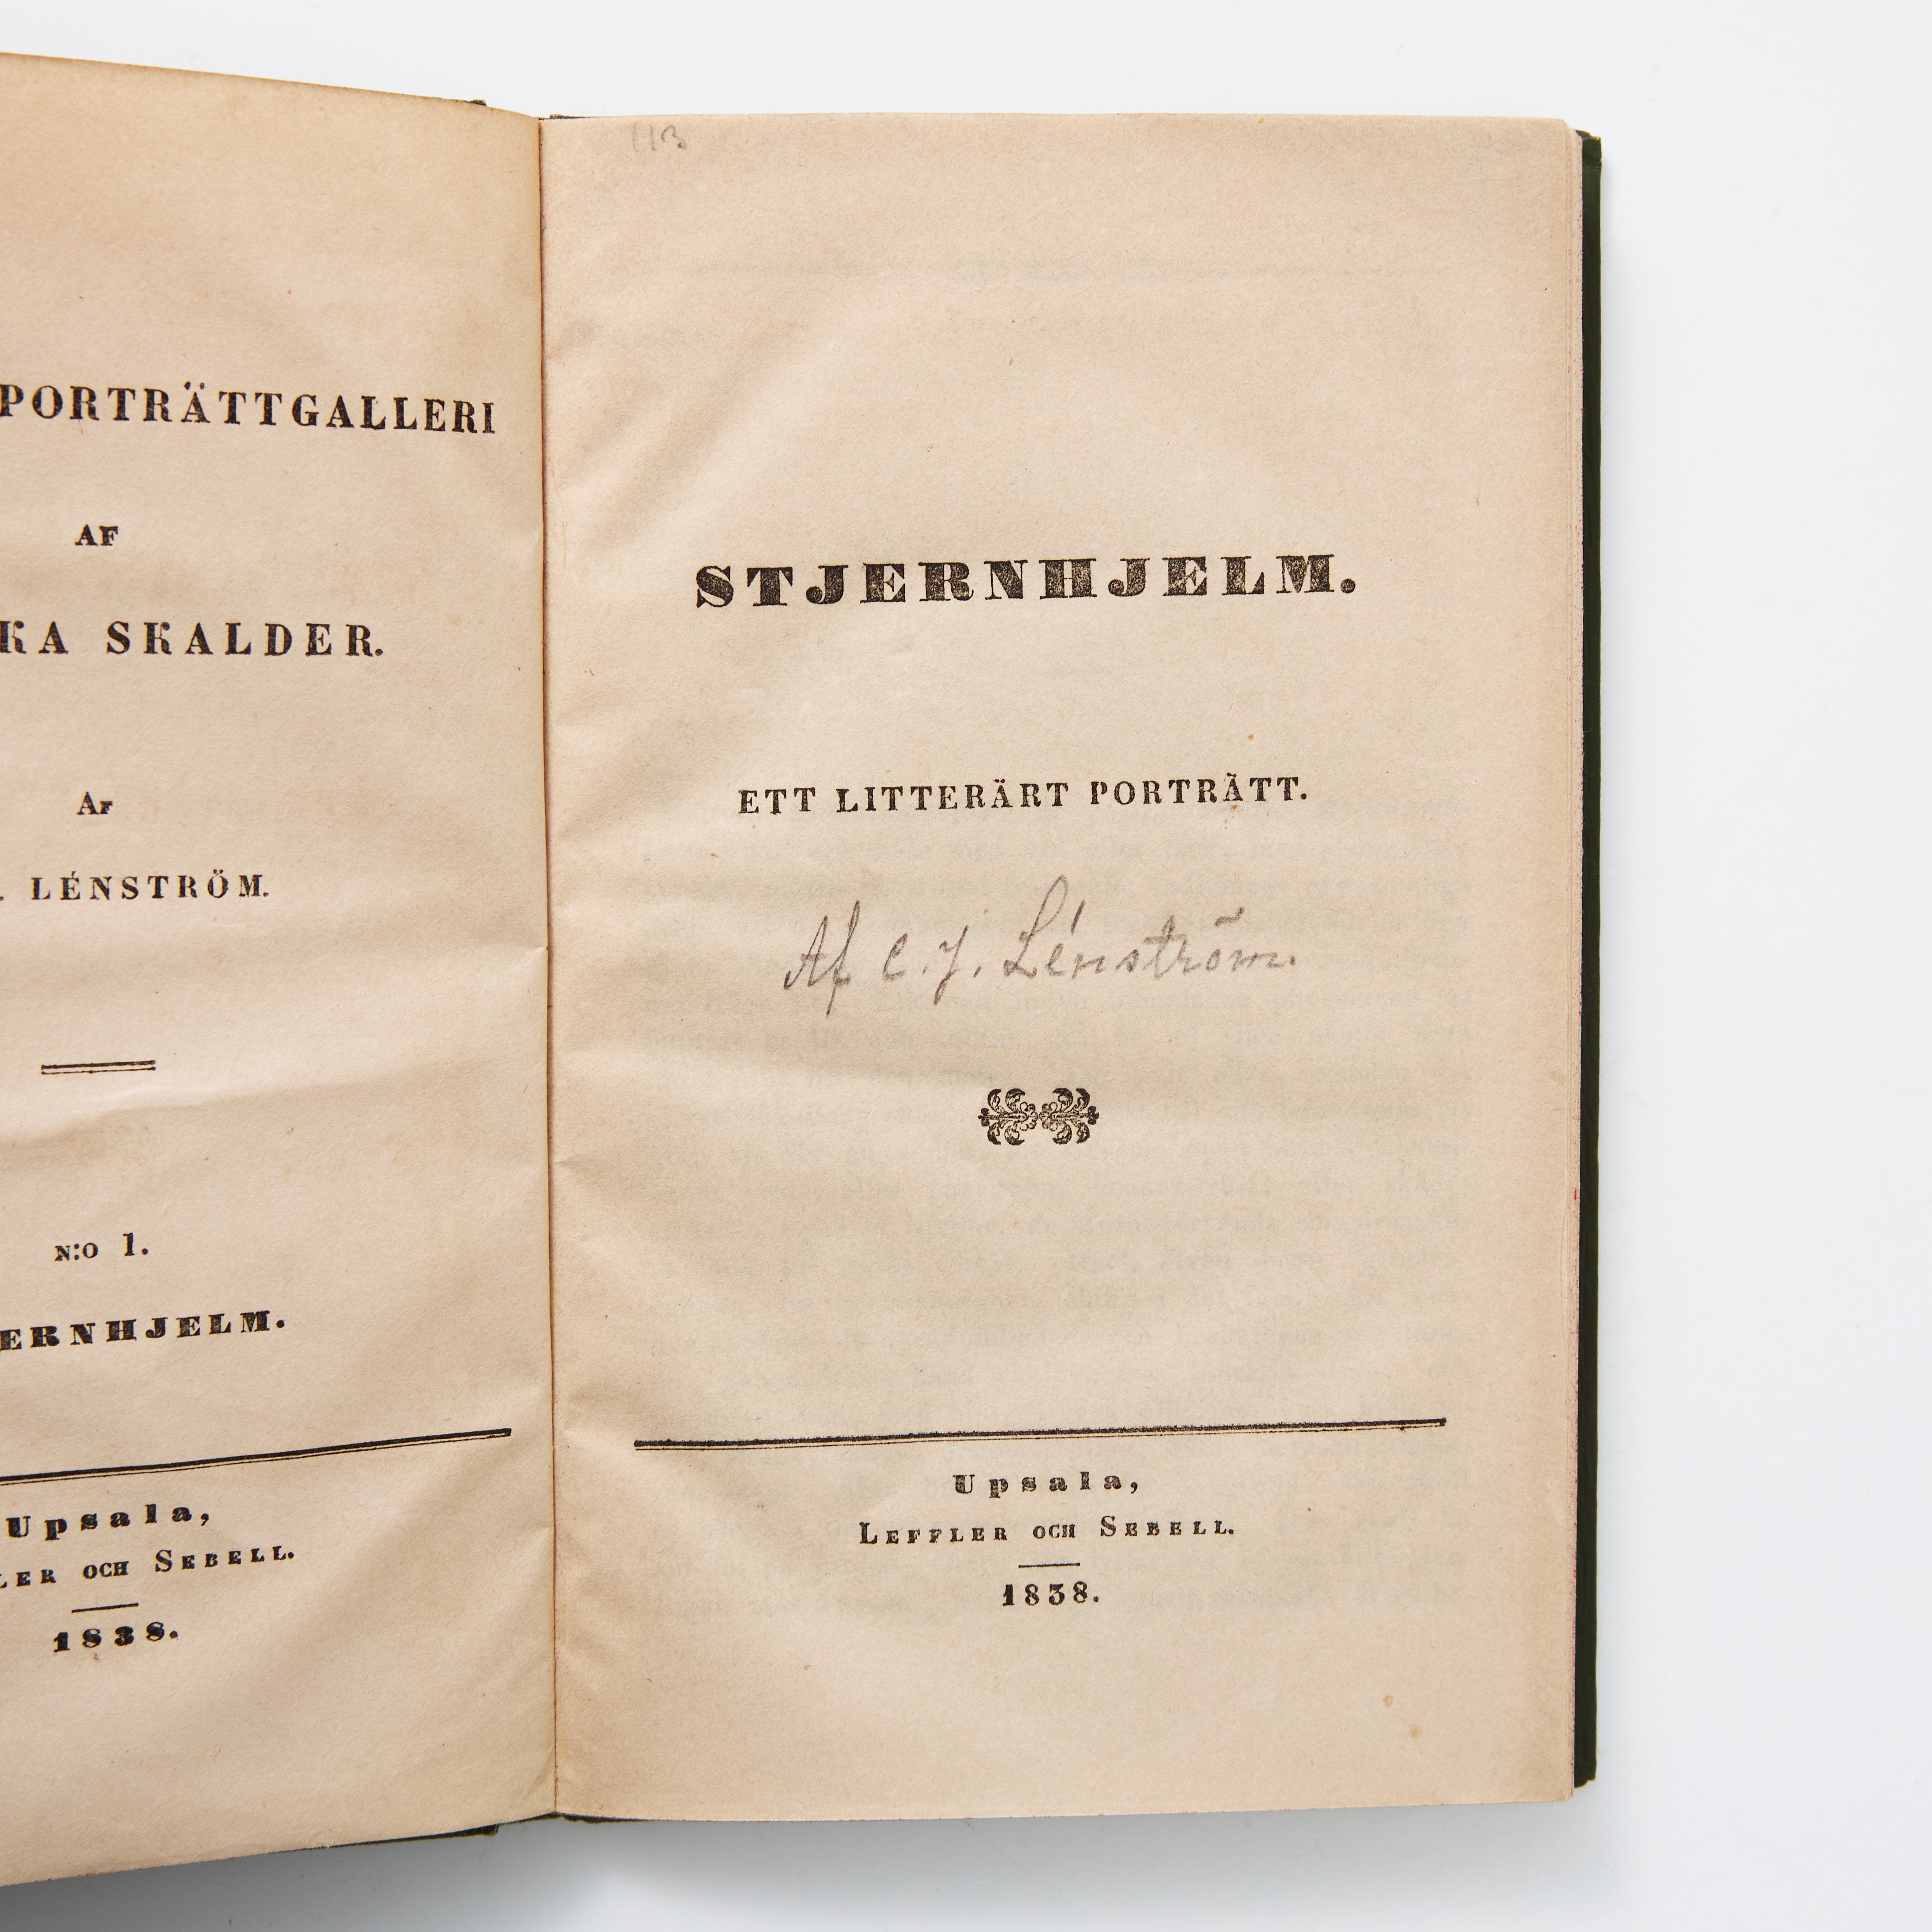 PORTRÄTTGALLERI
AF
KA SKALDER.
AF
. LÉNSTRÖM.
N:O 1.
ERNHJELM.
Upsala,
LER OCH SEBELL.
1838.
113
STJERNHJELM.
ETT LITTERÄRT PORTRÄTT.
Af C. J. Lénström.
Upsala,
LEFFLER OCH SEBELL.
1838.